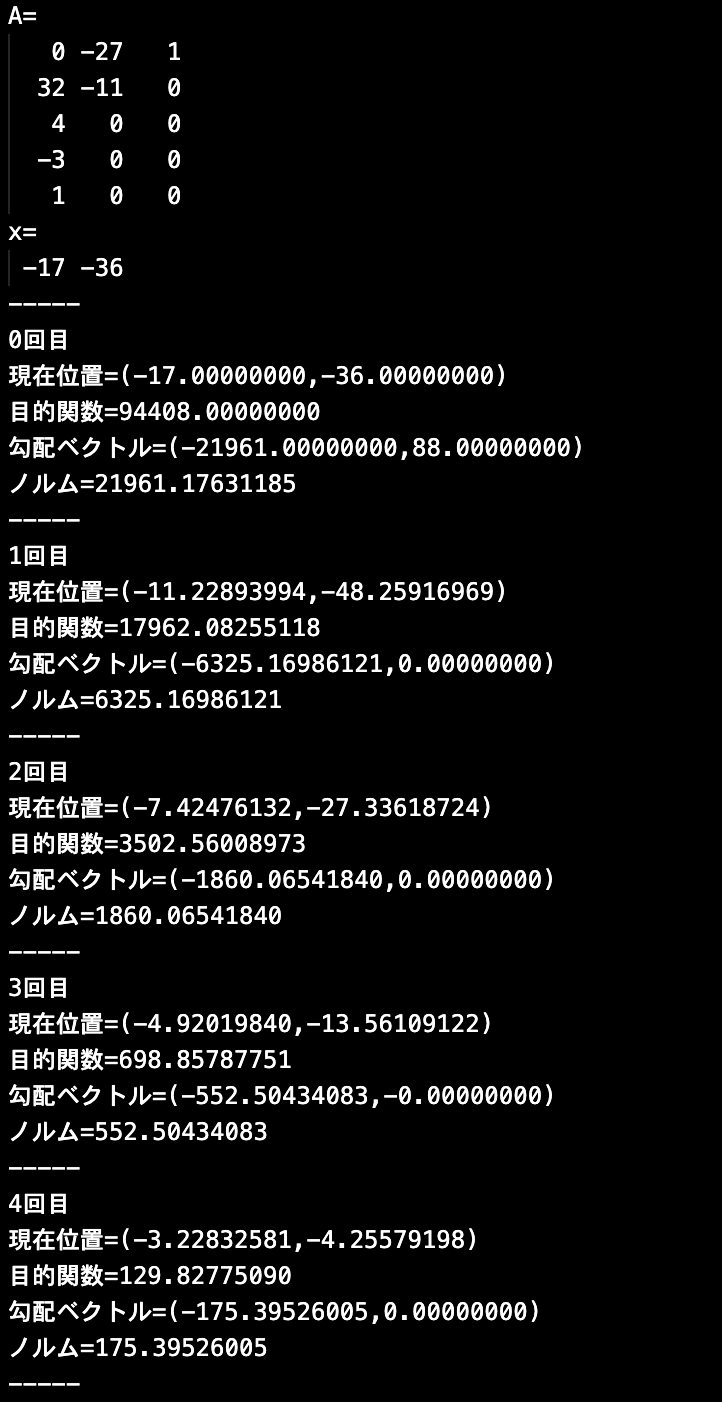 A=
0 -27 1
32 -11 0
4 0 0
-3 0 0
1 0 0
x=
-17 -36
-----
0回目
現在位置=(-17.00000000,-36.00000000)
目的関数=94408.00000000
勾配ベクトル=(-21961.00000000,88.00000000)
ノルム=21961.17631185
-----
1回目
現在位置=(-11.22893994,-48.25916969)
目的関数=17962.08255118
勾配ベクトル=(-6325.16986121,0.00000000)
ノルム=6325.16986121
-----
2回目
現在位置=(-7.42476132,-27.33618724)
目的関数=3502.56008973
勾配ベクトル=(-1860.06541840,0.00000000)
ノルム=1860.06541840
-----
3回目
現在位置=(-4.92019840,-13.56109122)
目的関数=698.85787751
勾配ベクトル=(-552.50434083,-0.00000000)
ノルム=552.50434083
-----
4回目
現在位置=(-3.22832581,-4.25579198)
目的関数=129.82775090
勾配ベクトル=(-175.39526005,0.00000000)
ノルム=175.39526005
-----